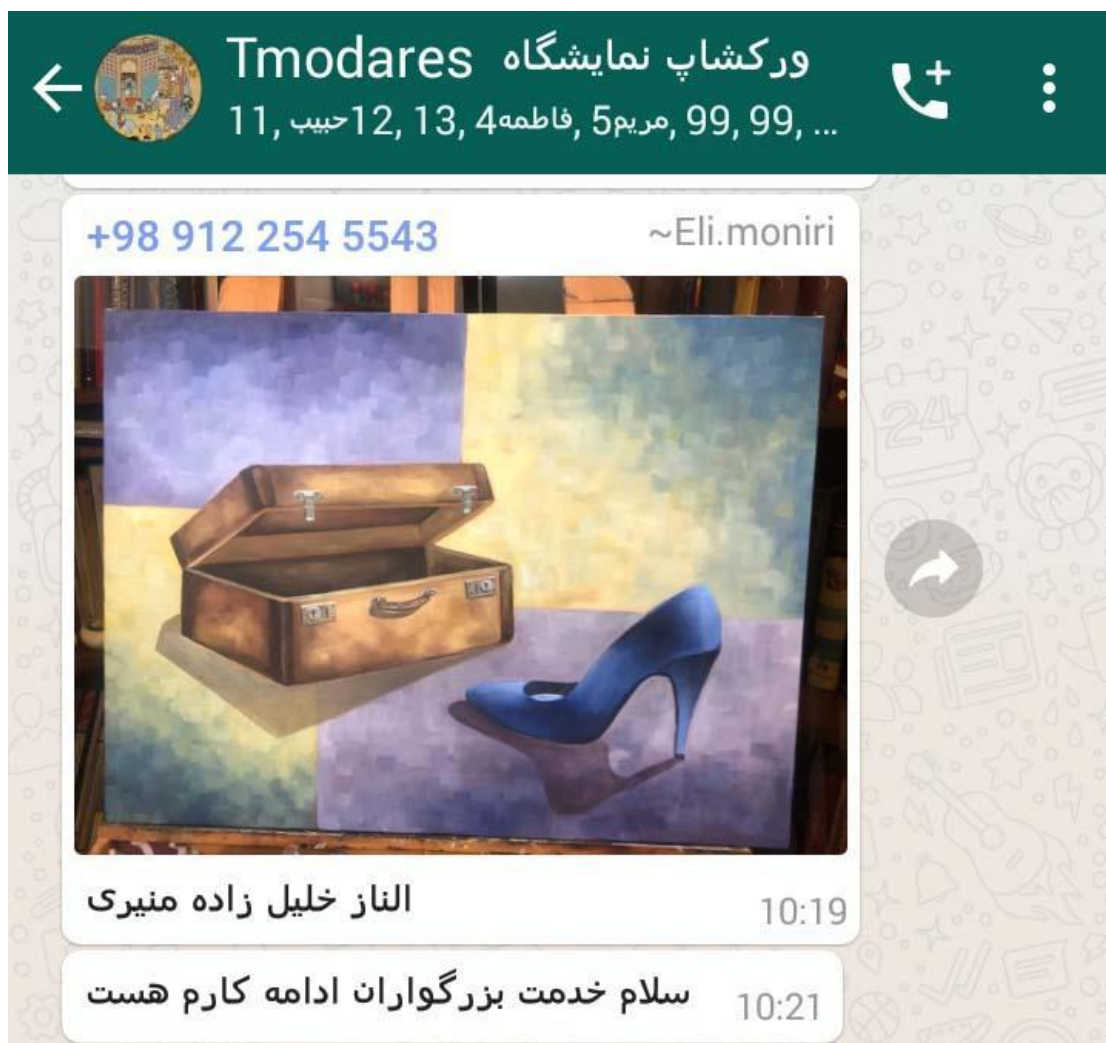 ورکشاپ نمایشگاه Tmodares
11, حبیب12, 13, فاطمه4, مریم5, 99, 99, ...
+98 912 254 5543 ~Eli.moniri
الناز خلیل زاده منیری 10:19
سلام خدمت بزرگواران ادامه کارم هست 10:21